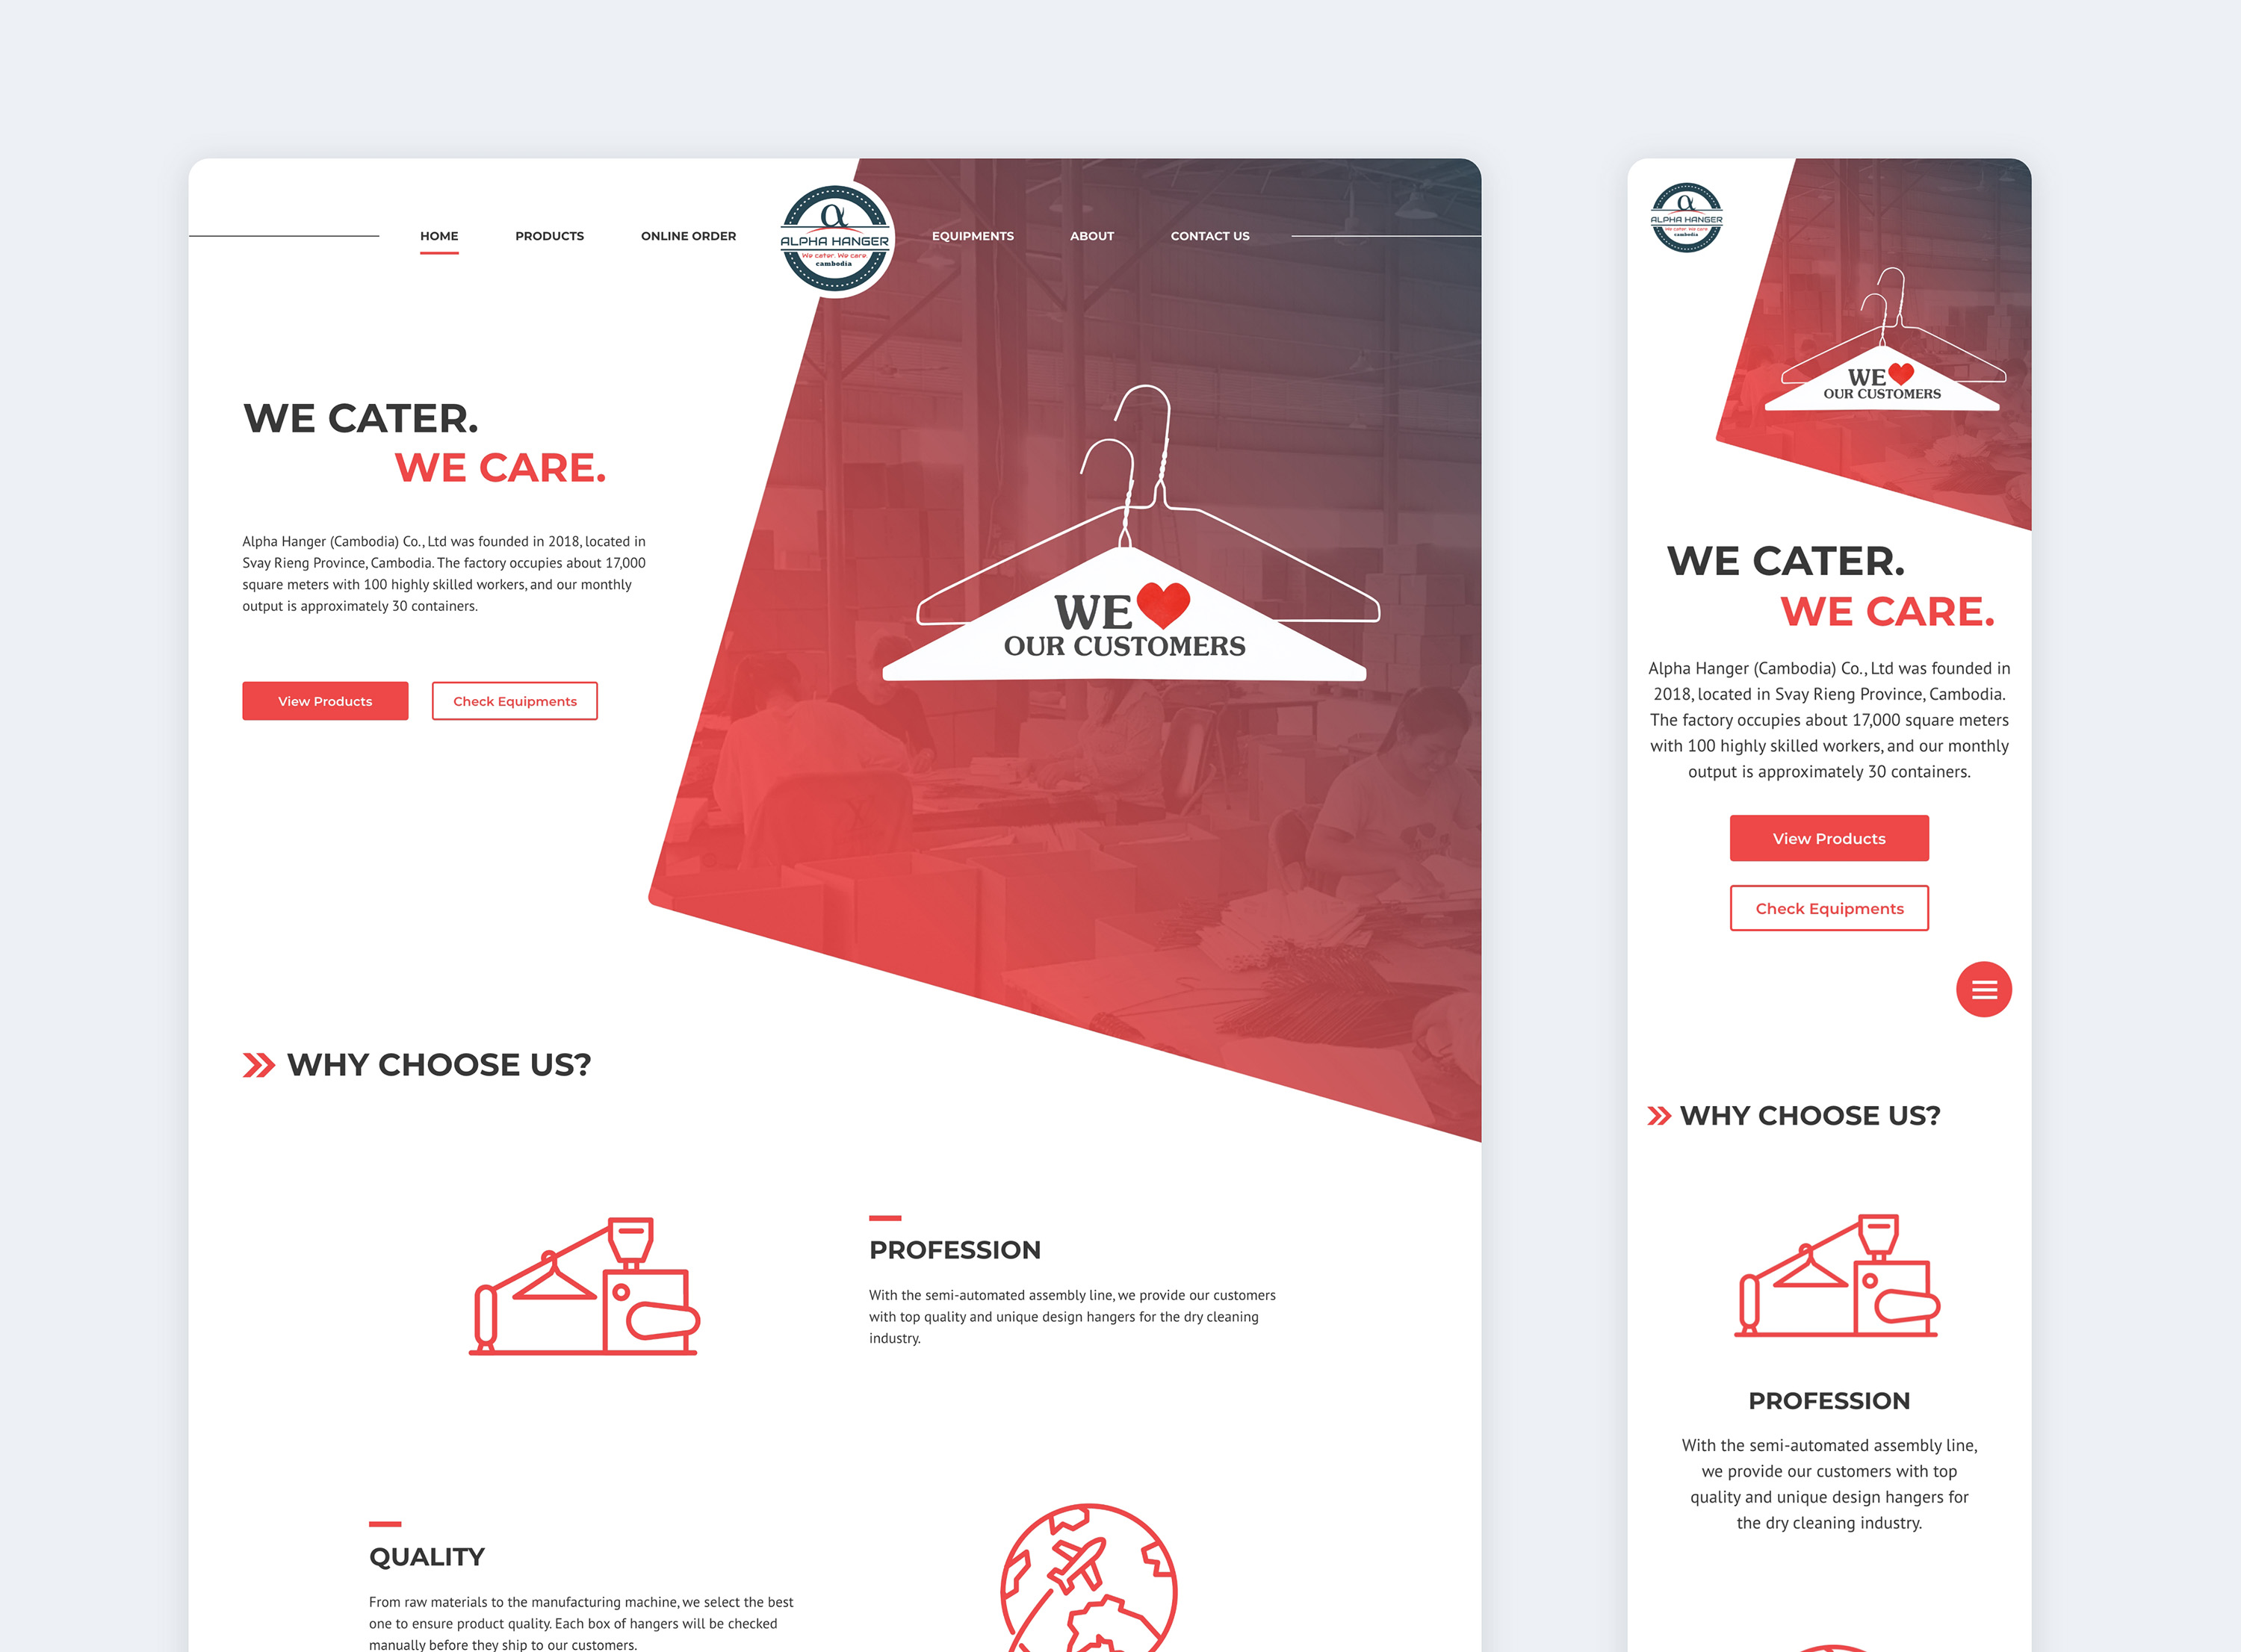 HOME PRODUCTS ONLINE ORDER
α
ALPHA HANGER
We cater. We care.
cambodia
EQUIPMENTS ABOUT CONTACT US
WE CATER.
WE CARE.
Alpha Hanger (Cambodia) Co., Ltd was founded in 2018, located in
Svay Rieng Province, Cambodia. The factory occupies about 17,000
square meters with 100 highly skilled workers, and our monthly
output is approximately 30 containers.
View Products
Check Equipments
WE
OUR CUSTOMERS
WHY CHOOSE US?
PROFESSION
With the semi-automated assembly line, we provide our customers
with top quality and unique design hangers for the dry cleaning
industry.
QUALITY
From raw materials to the manufacturing machine, we select the best
one to ensure product quality. Each box of hangers will be checked
manually before they ship to our customers.
α
ALPHA HANGER
We cater. We care.
cambodia
WE
OUR CUSTOMERS
WE CATER.
WE CARE.
Alpha Hanger (Cambodia) Co., Ltd was founded in
2018, located in Svay Rieng Province, Cambodia.
The factory occupies about 17,000 square meters
with 100 highly skilled workers, and our monthly
output is approximately 30 containers.
View Products
Check Equipments
WHY CHOOSE US?
PROFESSION
With the semi-automated assembly line,
we provide our customers with top
quality and unique design hangers for
the dry cleaning industry.